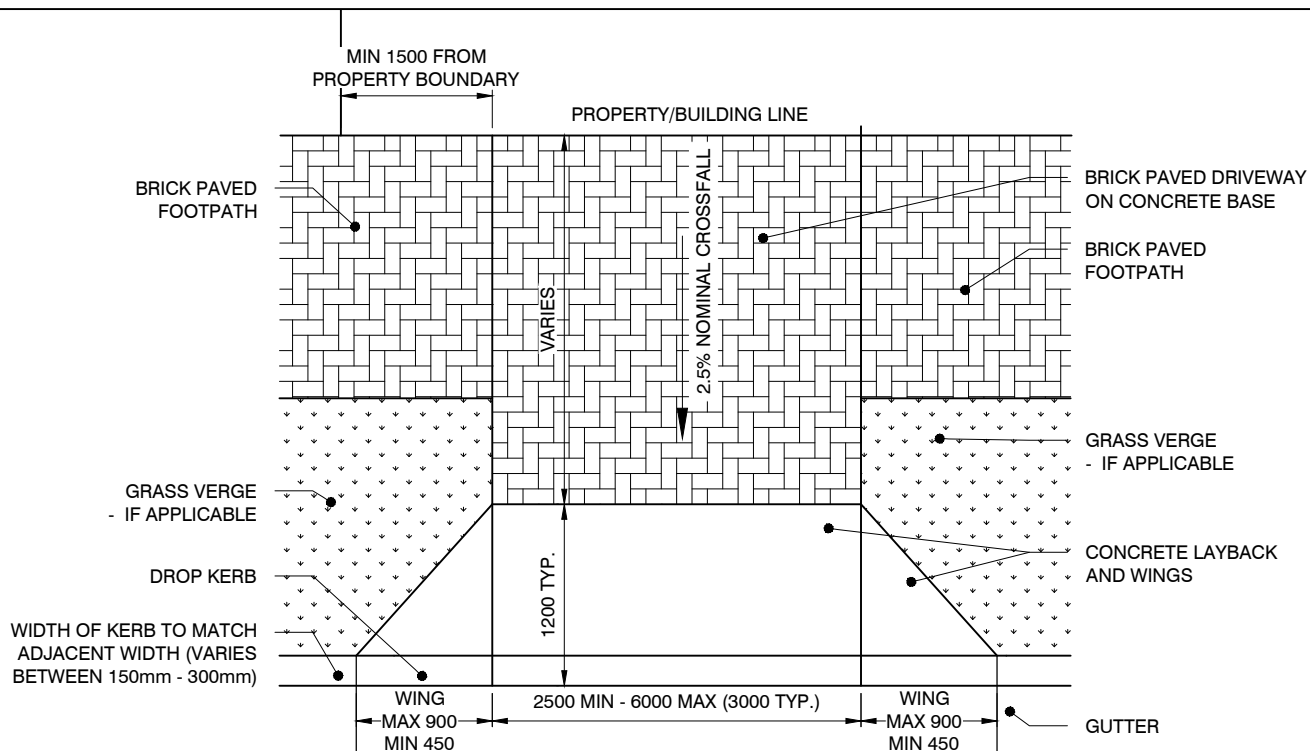 MIN 1500 FROM
PROPERTY BOUNDARY
PROPERTY/BUILDING LINE
BRICK PAVED
FOOTPATH
VARIES
2.5% NOMINAL CROSSFALL
BRICK PAVED DRIVEWAY
ON CONCRETE BASE
BRICK PAVED
FOOTPATH
GRASS VERGE
- IF APPLICABLE
GRASS VERGE
- IF APPLICABLE
DROP KERB
1200 TYP.
CONCRETE LAYBACK
AND WINGS
WIDTH OF KERB TO MATCH
ADJACENT WIDTH (VARIES
BETWEEN 150mm - 300mm)
WING
MAX 900
MIN 450
2500 MIN - 6000 MAX (3000 TYP.)
WING
MAX 900
MIN 450
GUTTER